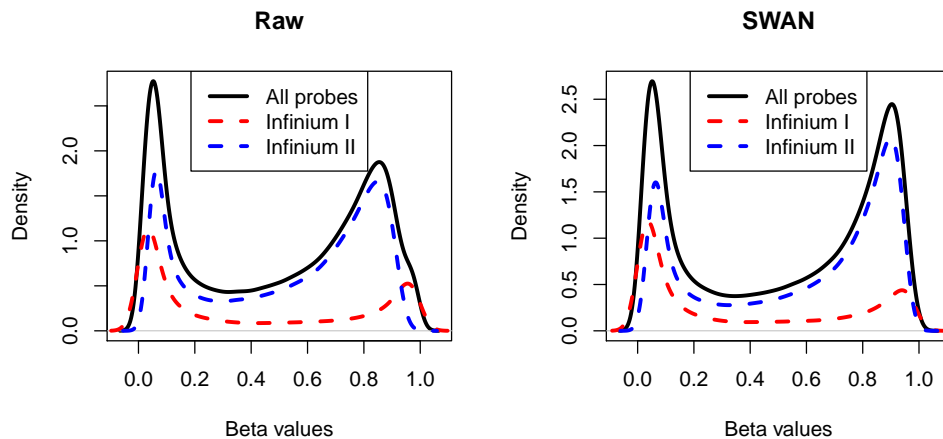 Raw
Density
0.0
1.0
2.0
All probes
Infinium I
Infinium II
0.0 0.2 0.4 0.6 0.8 1.0
Beta values
SWAN
Density
0.0
0.5
1.0
1.5
2.0
2.5
All probes
Infinium I
Infinium II
0.0 0.2 0.4 0.6 0.8 1.0
Beta values